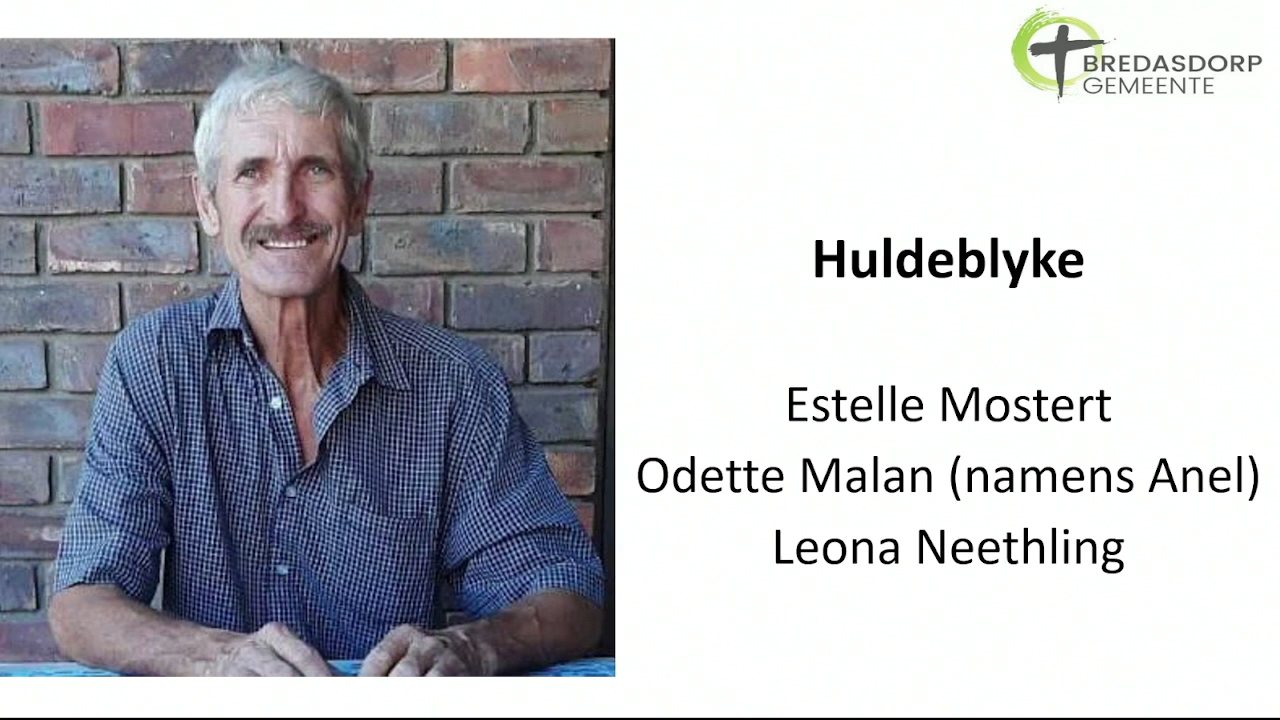 BREDASDORP
GEMEENTE
Huldeblyke
Estelle Mostert
Odette Malan (namens Anel)
Leona Neethling